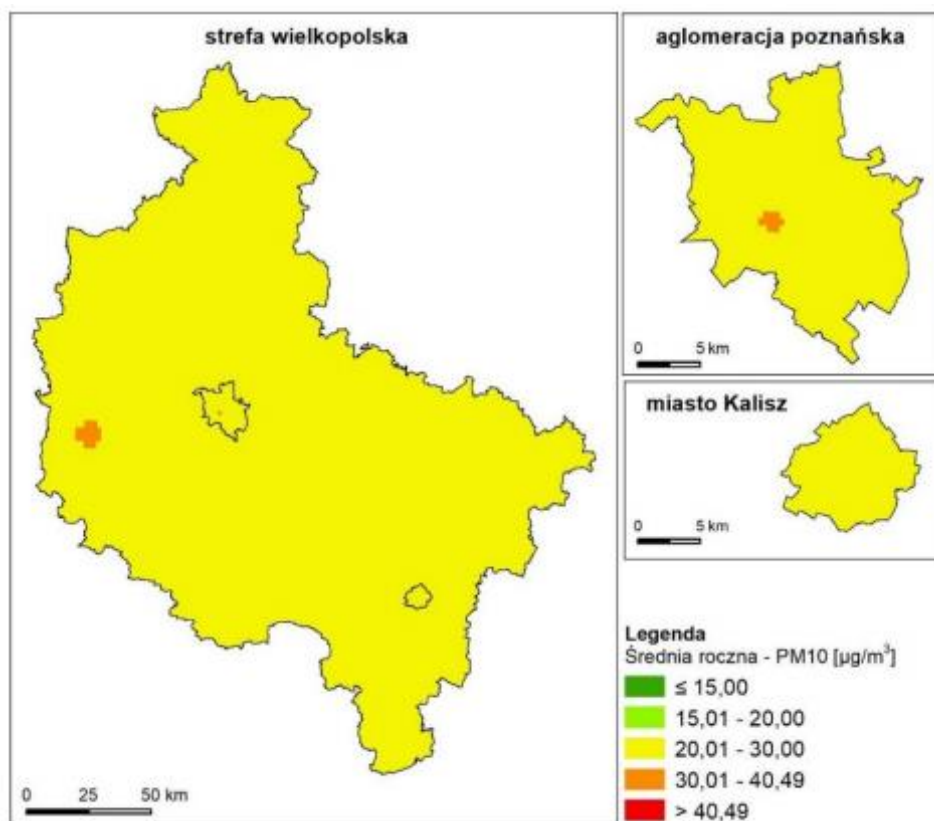 strefa wielkopolska
0 25 50 km
aglomeracja poznańska
0 5 km
miasto Kalisz
0 5 km
Legenda
Średnia roczna - PM10 [µg/m³]
≤ 15,00
15,01 - 20,00
20,01 - 30,00
30,01 - 40,49
> 40,49